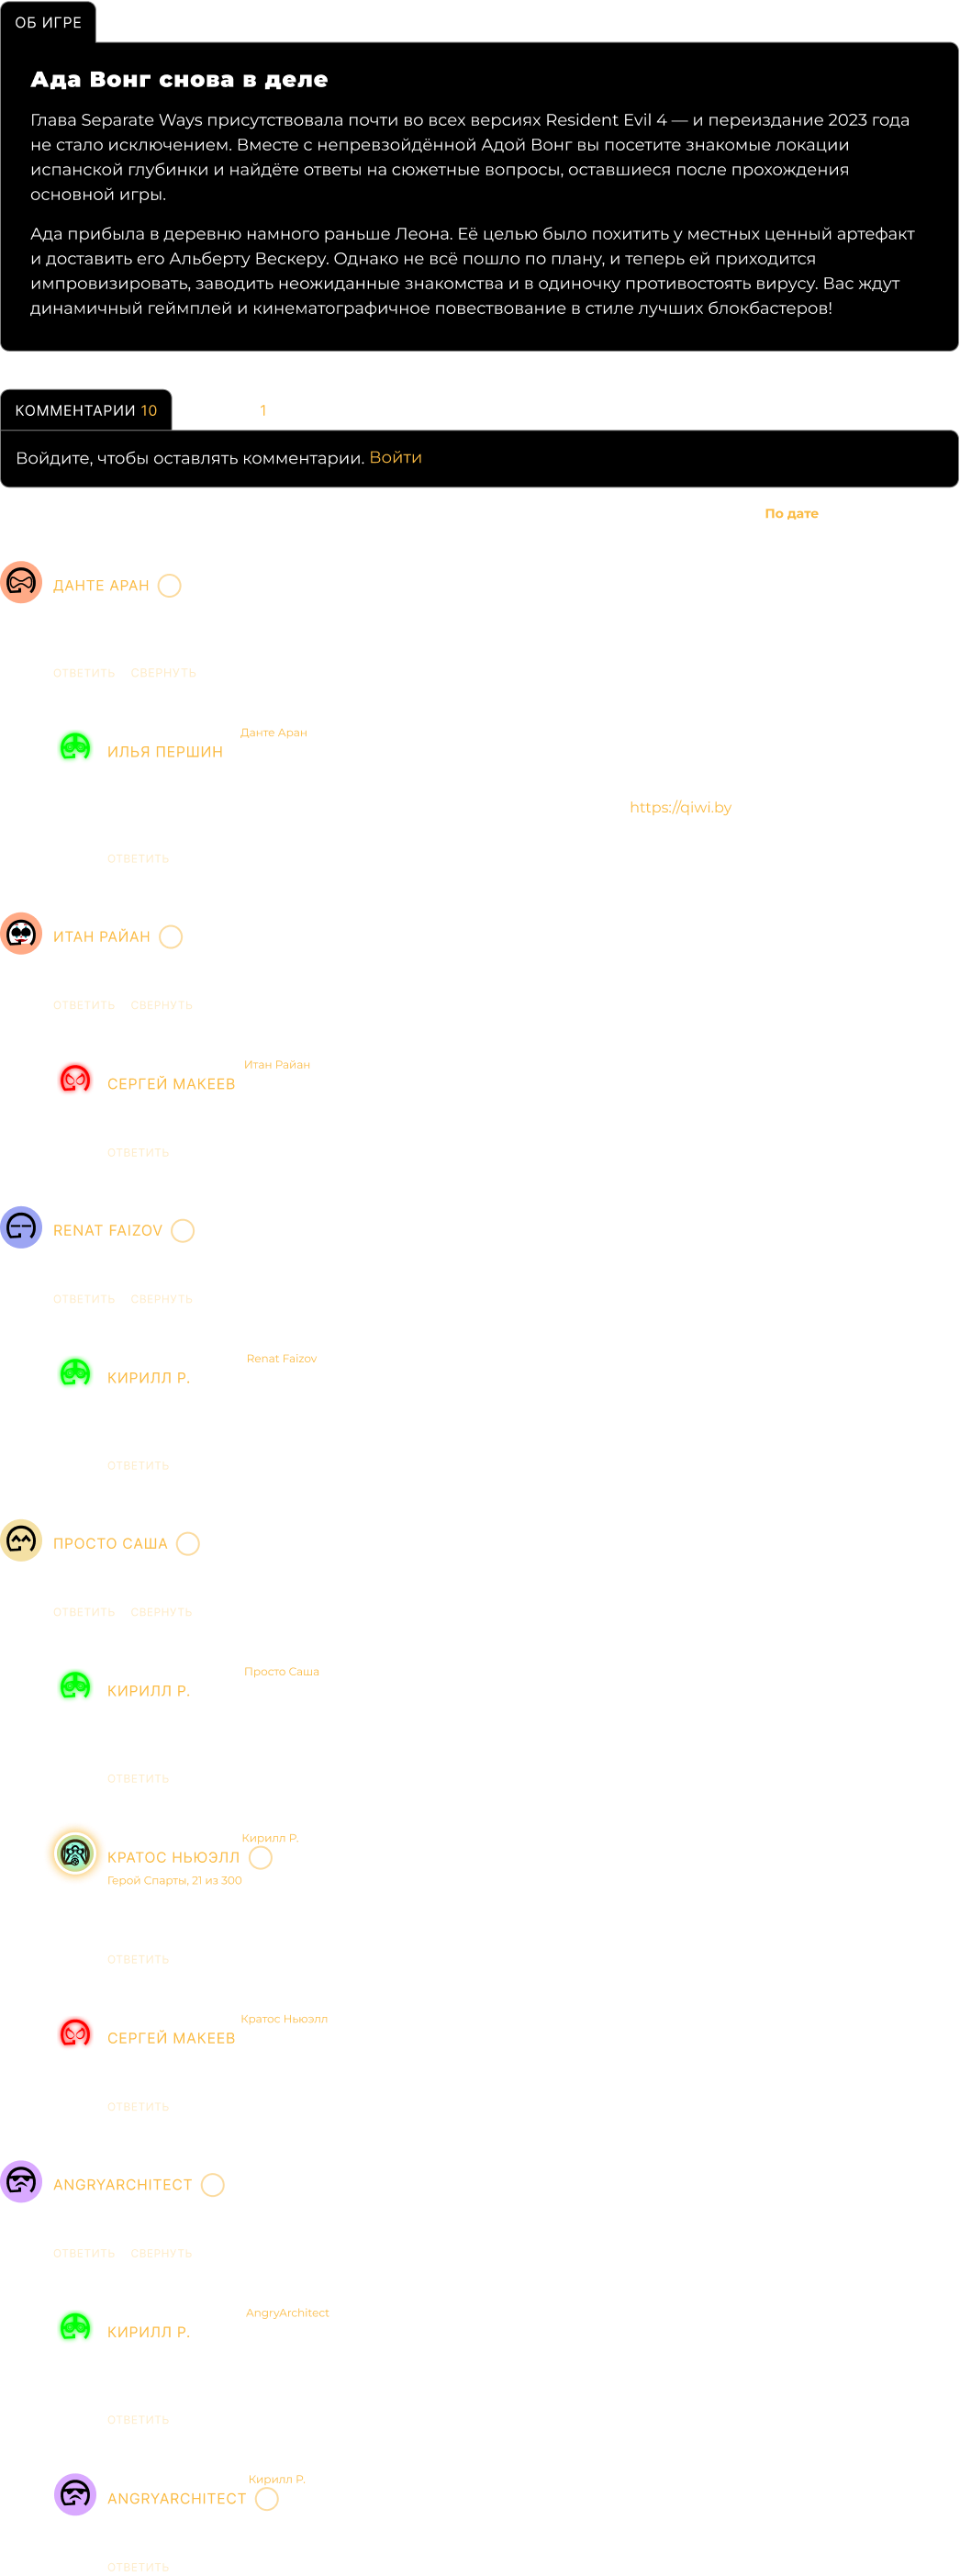 ОБ ИГРЕ
Ада Вонг снова в деле
Глава Separate Ways присутствовала почти во всех версиях Resident Evil 4 — и переиздание 2023 года
не стало исключением. Вместе с непревзойдённой Адой Вонг вы посетите знакомые локации
испанской глубинки и найдёте ответы на сюжетные вопросы, оставшиеся после прохождения
основной игры.
Ада прибыла в деревню намного раньше Леона. Её целью было похитить у местных ценный артефакт
и доставить его Альберту Вескеру. Однако не всё пошло по плану, и теперь ей приходится
импровизировать, заводить неожиданные знакомства и в одиночку противостоять вирусу. Вас ждут
динамичный геймплей и кинематографичное повествование в стиле лучших блокбастеров!
КОММЕНТАРИИ 10 1
Войдите, чтобы оставлять комментарии. Войти
По дате
ДАНТЕ АРАН
ОТВЕТИТЬ СВЕРНУТЬ
Данте Аран
ИЛЬЯ ПЕРШИН
https://qiwi.by
ОТВЕТИТЬ
ИТАН РАЙАН
ОТВЕТИТЬ СВЕРНУТЬ
Итан Райан
СЕРГЕЙ МАКЕЕВ
ОТВЕТИТЬ
RENAT FAIZOV
ОТВЕТИТЬ СВЕРНУТЬ
Renat Faizov
КИРИЛЛ Р.
ОТВЕТИТЬ
ПРОСТО САША
ОТВЕТИТЬ СВЕРНУТЬ
Просто Саша
КИРИЛЛ Р.
ОТВЕТИТЬ
Кирилл Р.
КРАТОС НЬЮЭЛЛ
Герой Спарты, 21 из 300
ОТВЕТИТЬ
Кратос Ньюэлл
СЕРГЕЙ МАКЕЕВ
ОТВЕТИТЬ
ANGRYARCHITECT
ОТВЕТИТЬ СВЕРНУТЬ
AngryArchitect
КИРИЛЛ Р.
ОТВЕТИТЬ
Кирилл Р.
ANGRYARCHITECT
ОТВЕТИТЬ